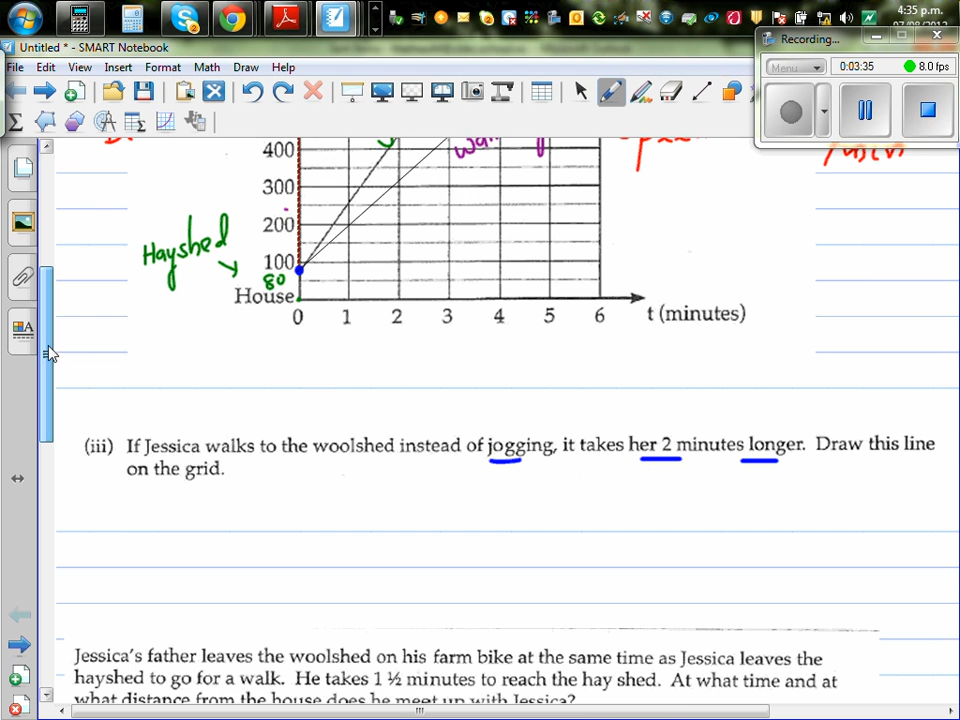 4:35 p.m.
Untitled * - SMART Notebook
Recording...
File Edit View Insert Format Math Draw Help
Menu 0:03:35 8.0 fps
400
300
200
Hayshed
100
80
House
0 1 2 3 4 5 6 t (minutes)
(iii) If Jessica walks to the woolshed instead of jogging, it takes her 2 minutes longer. Draw this line
on the grid.
Jessica's father leaves the woolshed on his farm bike at the same time as Jessica leaves the
hayshed to go for a walk. He takes 1 ½ minutes to reach the hay shed. At what time and at
what distance from the house does he meet up with Jessica?